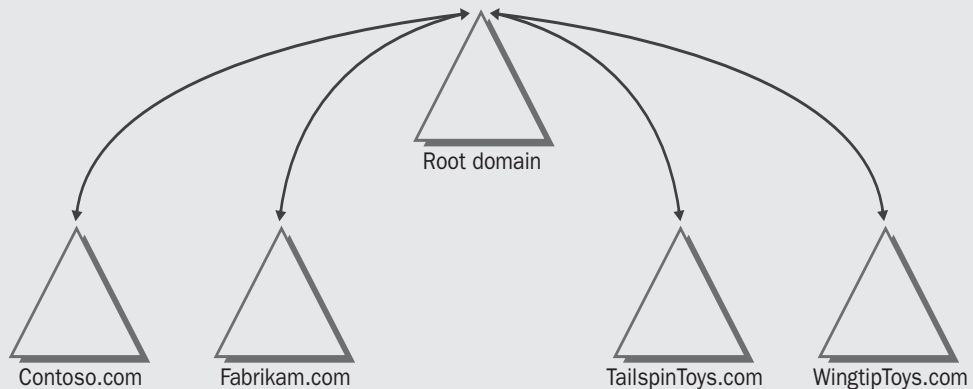 Root domain
Contoso.com
Fabrikam.com
TailspinToys.com
WingtipToys.com